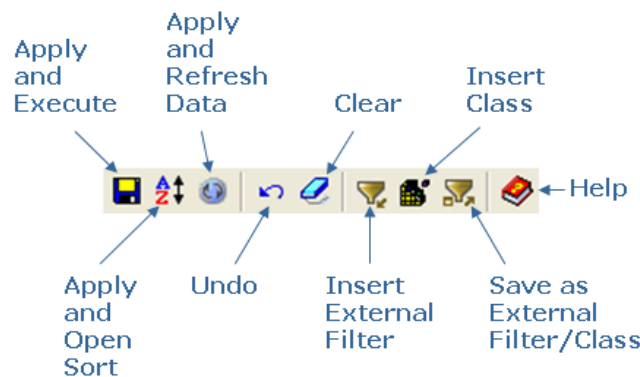 Apply
and
Execute
Apply
and
Refresh
Data
Clear
Insert
Class
A
Z
?
Help
Apply
and
Open
Sort
Undo
Insert
External
Filter
Save as
External
Filter/Class